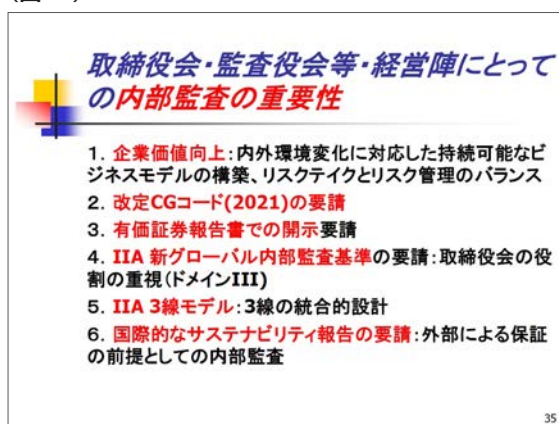 取締役会・監査役会等・経営陣にとって
の内部監査の重要性
1．企業価値向上：内外環境変化に対応した持続可能なビ
ジネスモデルの構築、リスクテイクとリスク管理のバランス
2．改定CGコード(2021)の要請
3．有価証券報告書での開示要請
4．IIA 新グローバル内部監査基準の要請：取締役会の役
割の重視(ドメインIII)
5．IIA 3線モデル：3線の統合的設計
6．国際的なサステナビリティ報告の要請：外部による保証
の前提としての内部監査
35